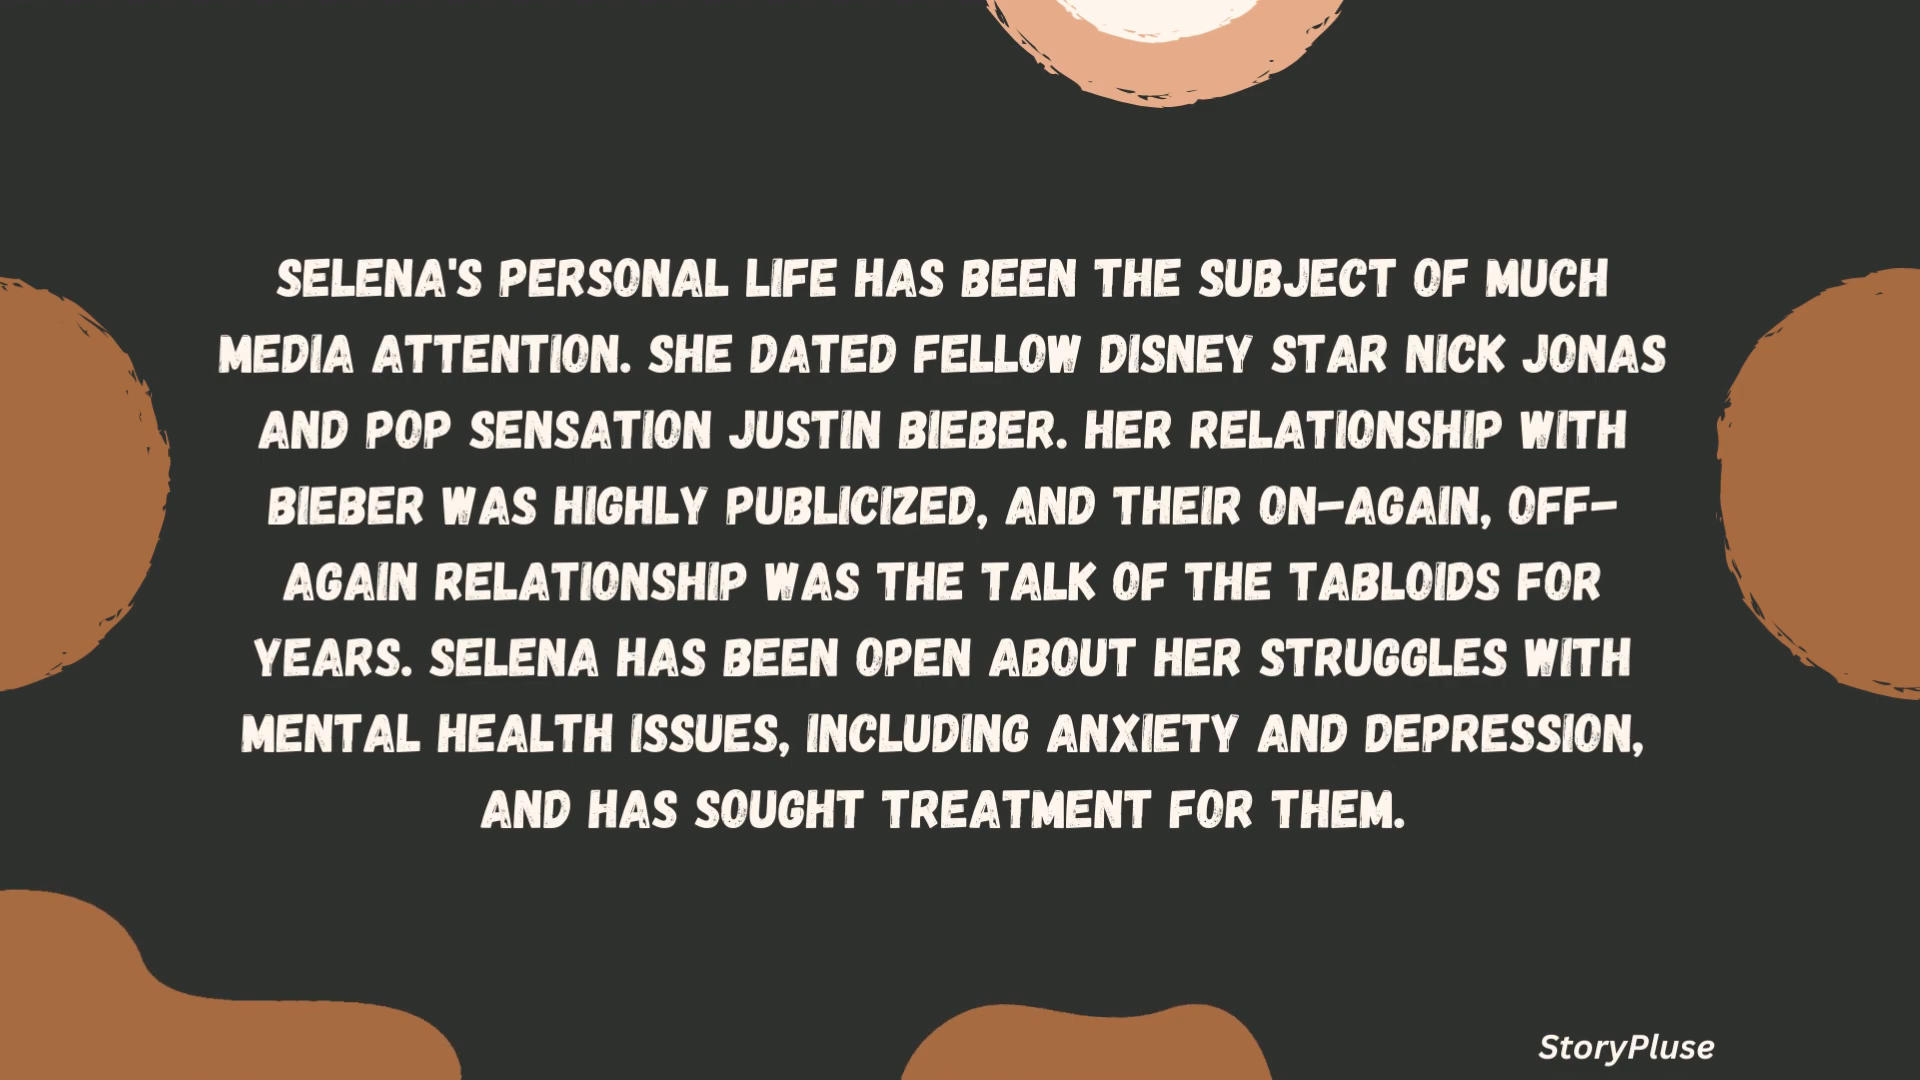 SELENA'S PERSONAL LIFE HAS BEEN THE SUBJECT OF MUCH
MEDIA ATTENTION. SHE DATED FELLOW DISNEY STAR NICK JONAS
AND POP SENSATION JUSTIN BIEBER. HER RELATIONSHIP WITH
BIEBER WAS HIGHLY PUBLICIZED, AND THEIR ON-AGAIN, OFF-
AGAIN RELATIONSHIP WAS THE TALK OF THE TABLOIDS FOR
YEARS. SELENA HAS BEEN OPEN ABOUT HER STRUGGLES WITH
MENTAL HEALTH ISSUES, INCLUDING ANXIETY AND DEPRESSION,
AND HAS SOUGHT TREATMENT FOR THEM.
StoryPluse